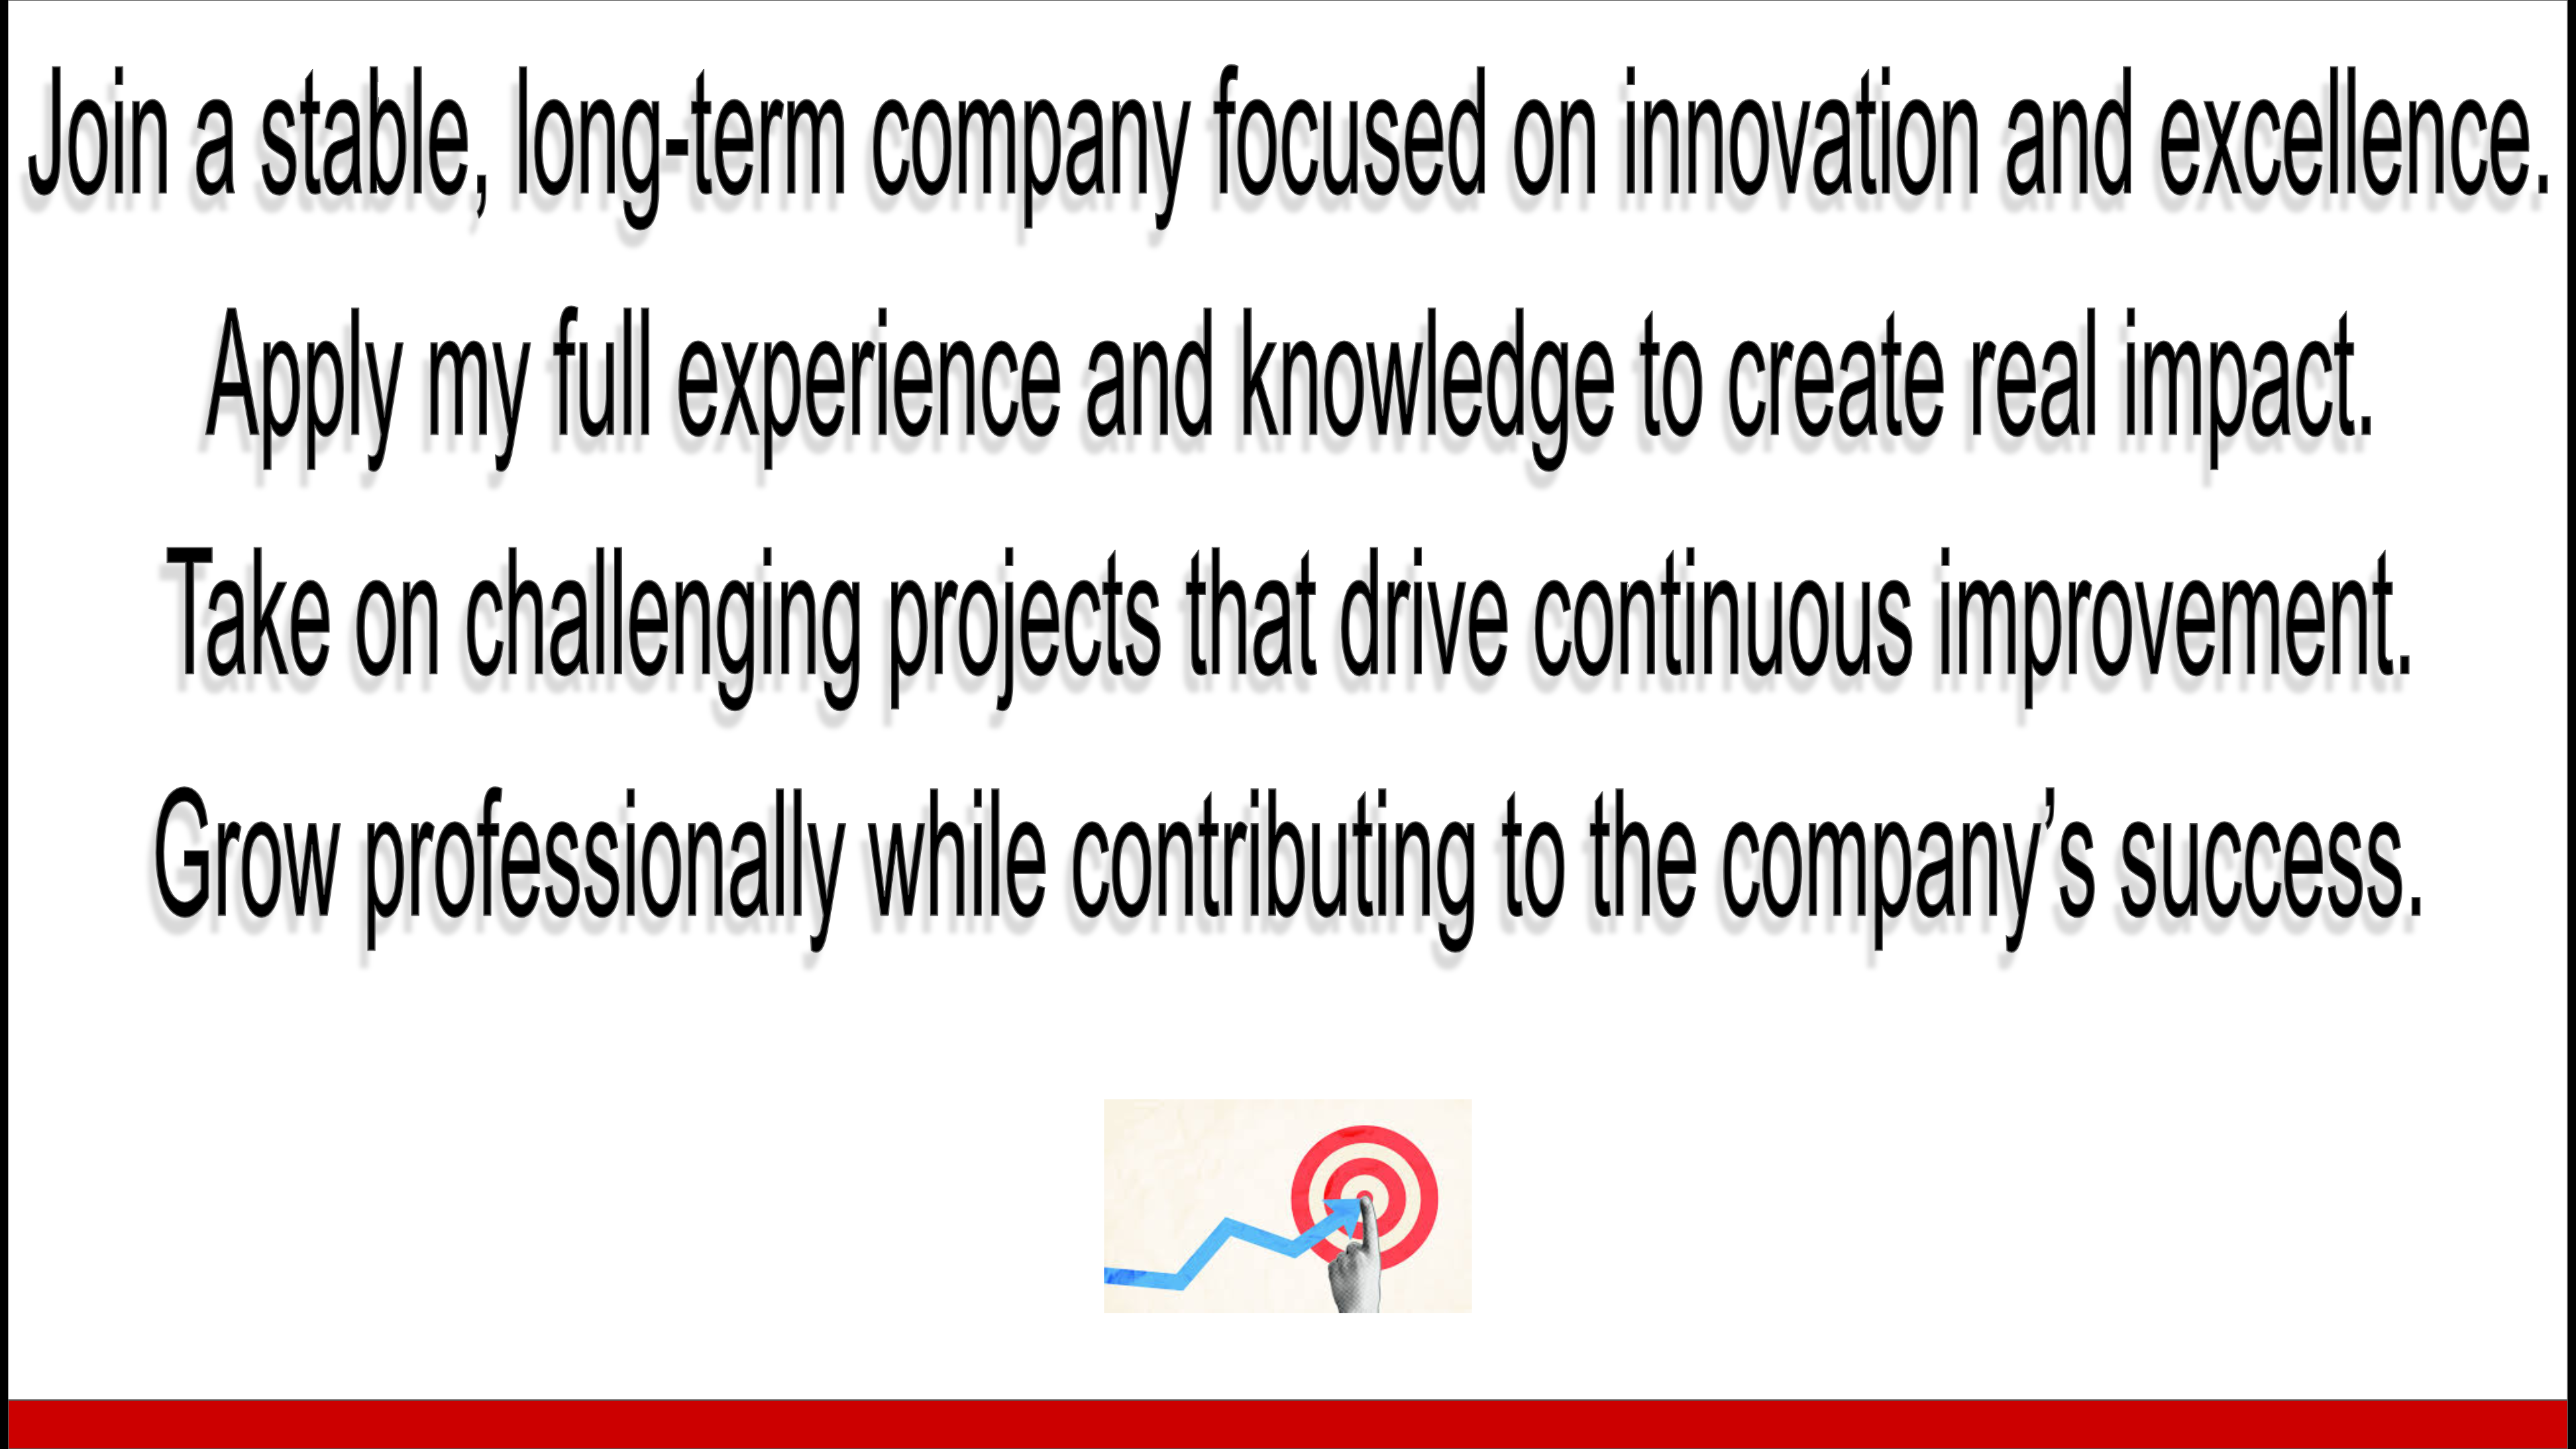 Join a stable, long-term company focused on innovation and excellence.
Apply my full experience and knowledge to create real impact.
Take on challenging projects that drive continuous improvement.
Grow professionally while contributing to the company’s success.